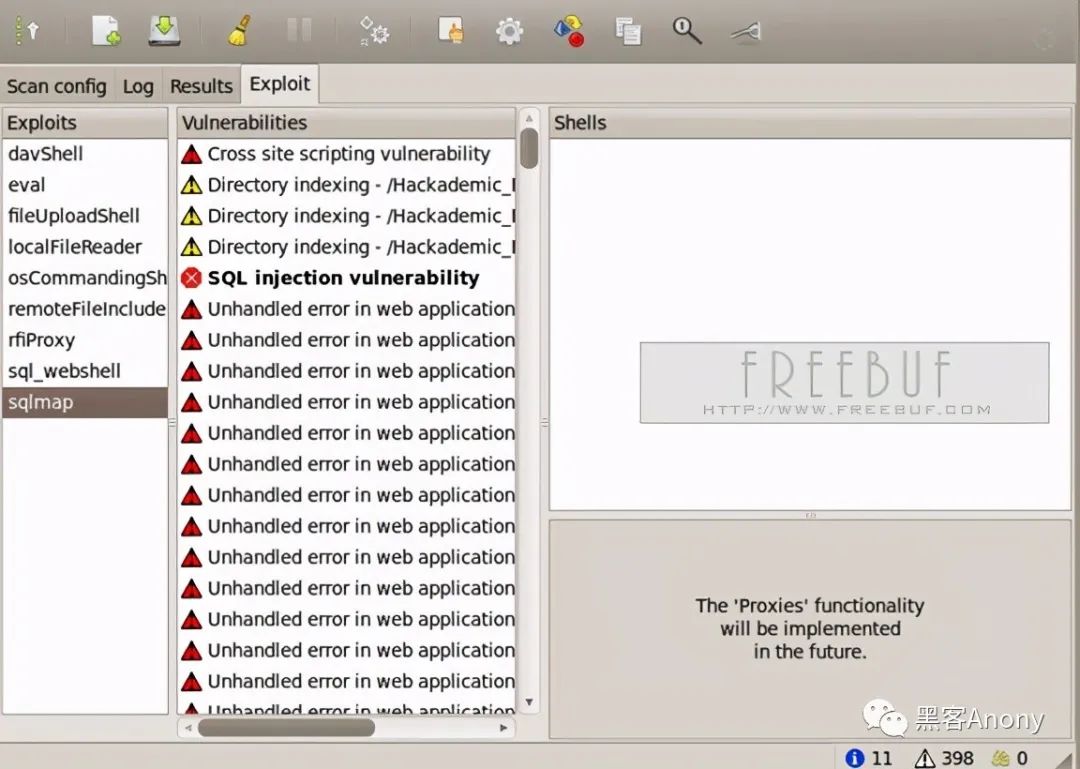 Scan config
Log
Results
Exploit
Exploits
davShell
eval
fileUploadShell
localFileReader
osCommandingSh
remoteFileInclude
rfiProxy
sql_webshell
sqlmap
Vulnerabilities
Cross site scripting vulnerability
Directory indexing - /Hackademic_
Directory indexing - /Hackademic_
Directory indexing - /Hackademic_
SQL injection vulnerability
Unhandled error in web application
Unhandled error in web application
Unhandled error in web application
Unhandled error in web application
Unhandled error in web application
Unhandled error in web application
Unhandled error in web application
Unhandled error in web application
Unhandled error in web application
Unhandled error in web application
Unhandled error in web application
Unhandled error in web application
Unhandled error in web application
Unhandled error in web application
Shells
FREEBUF
HTTP://WWW.FREEBUF.COM
The 'Proxies' functionality
will be implemented
in the future.
黑客Anony
11
398
0